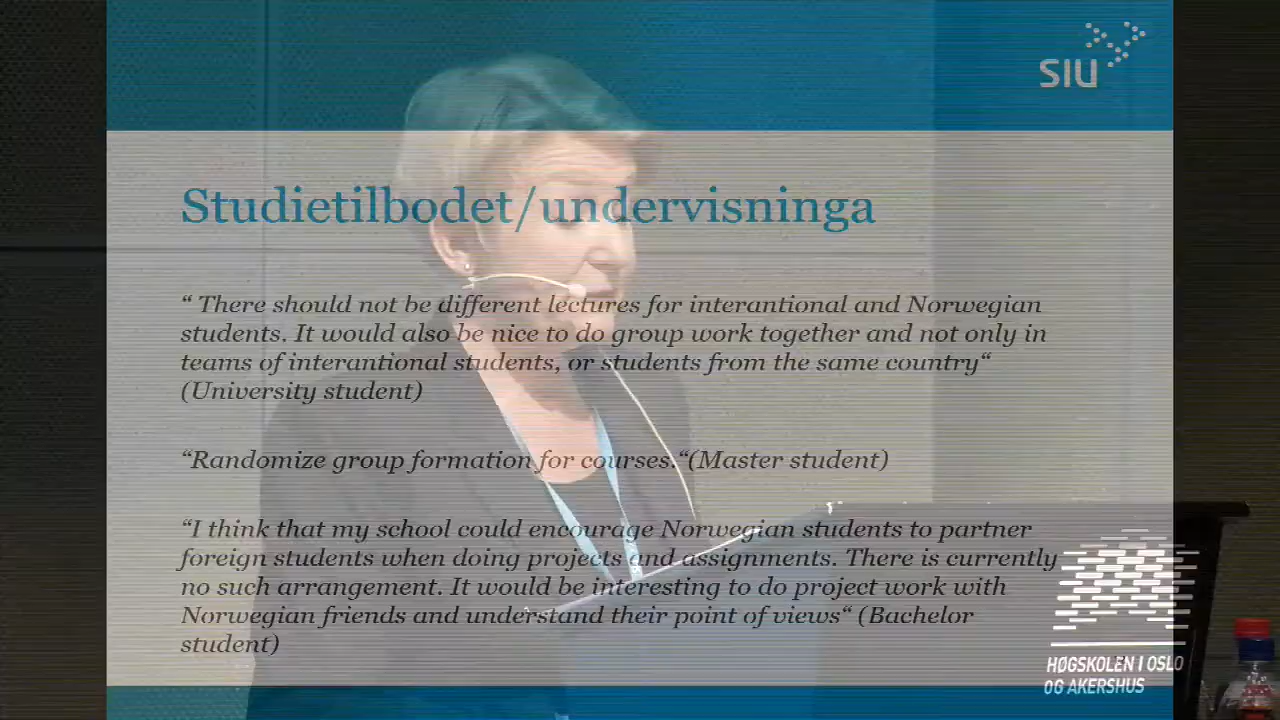 SIU
Studietilbodet/undervisninga
“ There should not be different lectures for interantional and Norwegian
students. It would also be nice to do group work together and not only in
teams of interantional students, or students from the same country“
(University student)
“Randomize group formation for courses.“(Master student)
“I think that my school could encourage Norwegian students to partner
foreign students when doing projects and assignments. There is currently
no such arrangement. It would be interesting to do project work with
Norwegian friends and understand their point of views“ (Bachelor
student)
HØGSKOLEN I OSLO
OG AKERSHUS